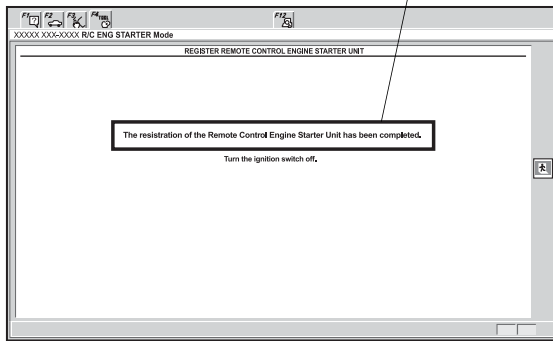 F1 F2 F3 F4 TOOL F12
XXXXX XXX-XXXX R/C ENG STARTER Mode
REGISTER REMOTE CONTROL ENGINE STARTER UNIT
The resistration of the Remote Control Engine Starter Unit has been completed.
Turn the ignition switch off.